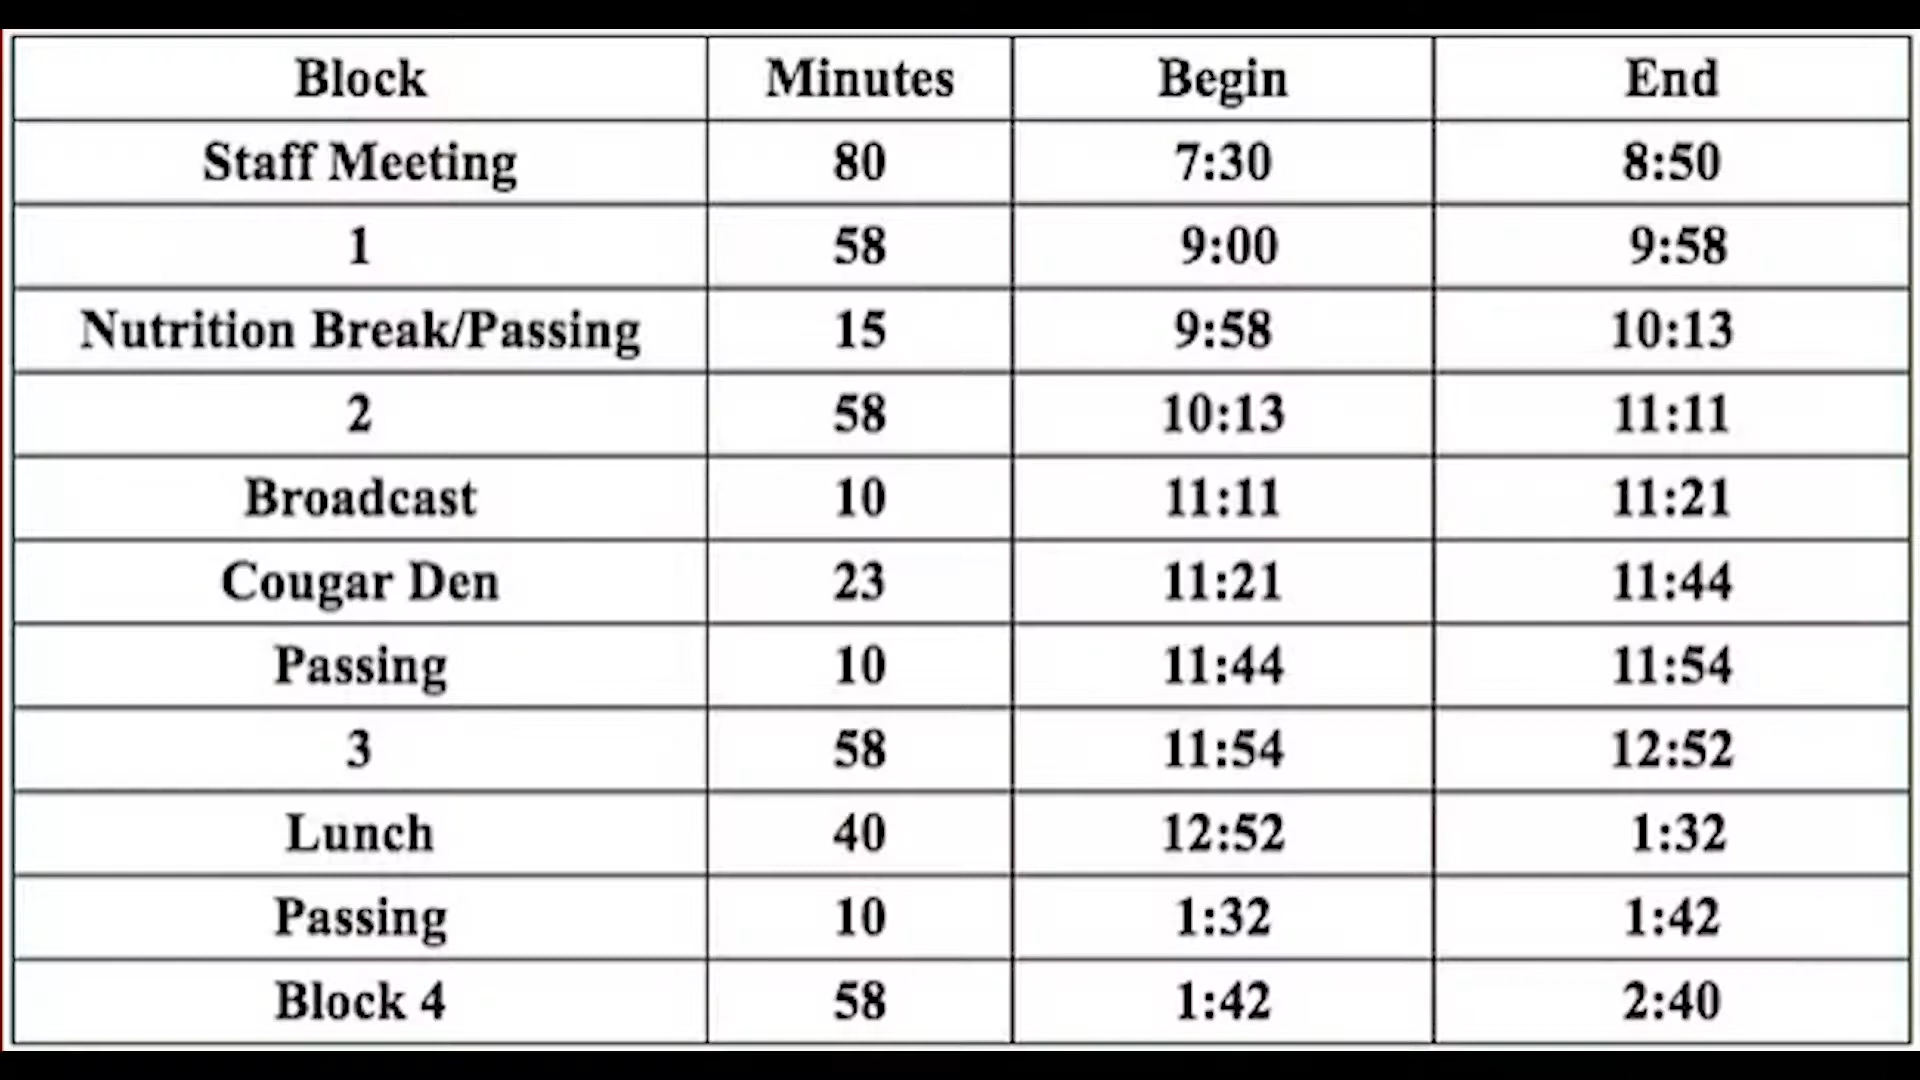 Block Minutes Begin End
Staff Meeting 80 7:30 8:50
1 58 9:00 9:58
Nutrition Break/Passing 15 9:58 10:13
2 58 10:13 11:11
Broadcast 10 11:11 11:21
Cougar Den 23 11:21 11:44
Passing 10 11:44 11:54
3 58 11:54 12:52
Lunch 40 12:52 1:32
Passing 10 1:32 1:42
Block 4 58 1:42 2:40